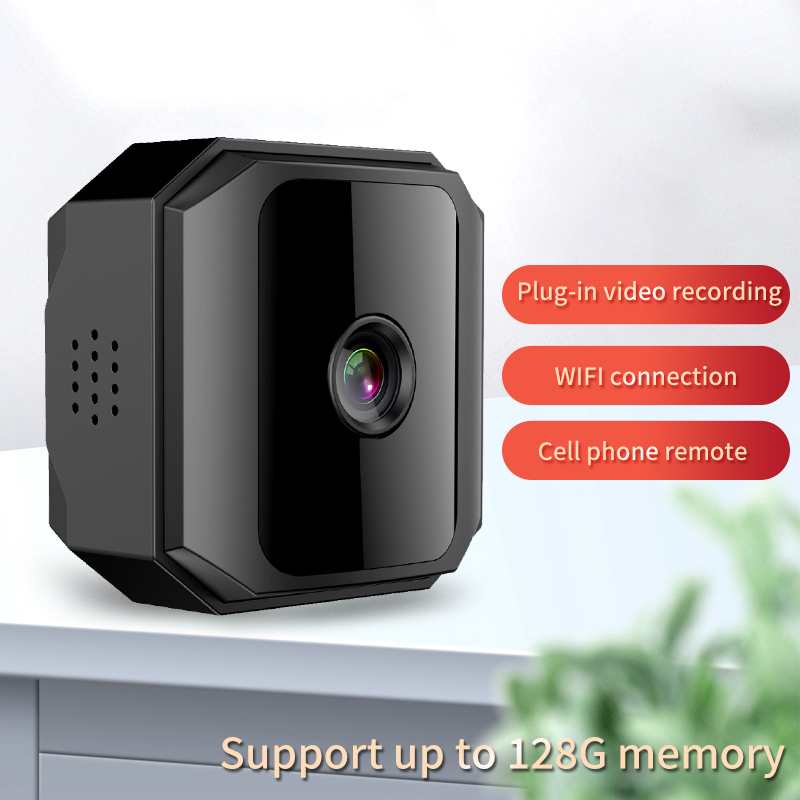 Plug-in video recording
WIFI connection
Cell phone remote
Support up to 128G memory